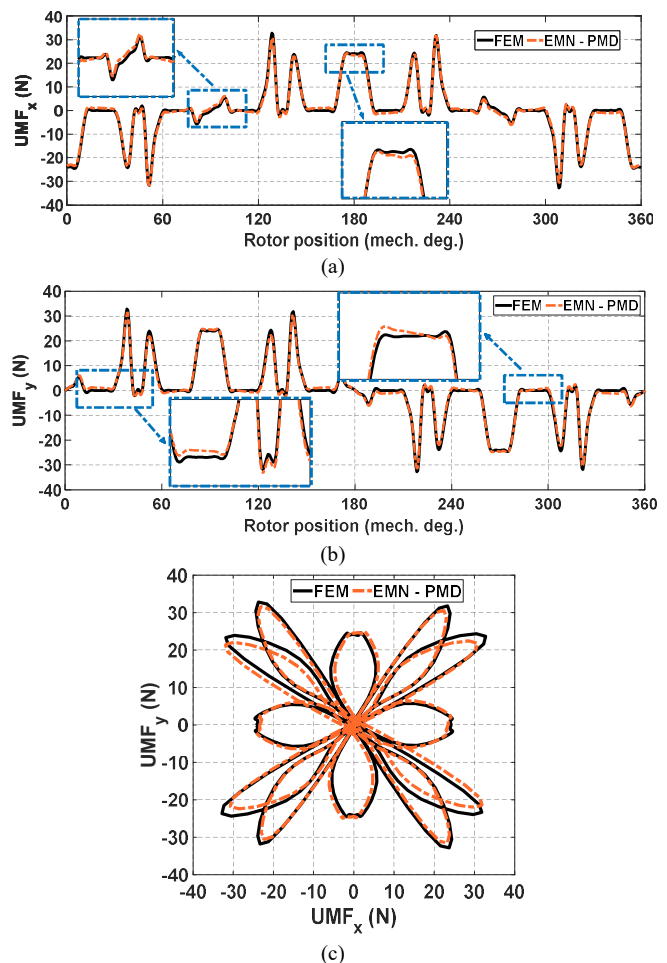 40
30
20
10
0
-10
-20
-30
-40
UMFx (N)
FEM EMN - PMD
0 60 120 180 240 300 360
Rotor position (mech. deg.)
(a)
40
30
20
10
0
-10
-20
-30
-40
UMFy (N)
FEM EMN - PMD
0 60 120 180 240 300 360
Rotor position (mech. deg.)
(b)
40
30
20
10
0
-10
-20
-30
-40
UMFy (N)
FEM EMN - PMD
-40 -30 -20 -10 0 10 20 30 40
UMFx (N)
(c)